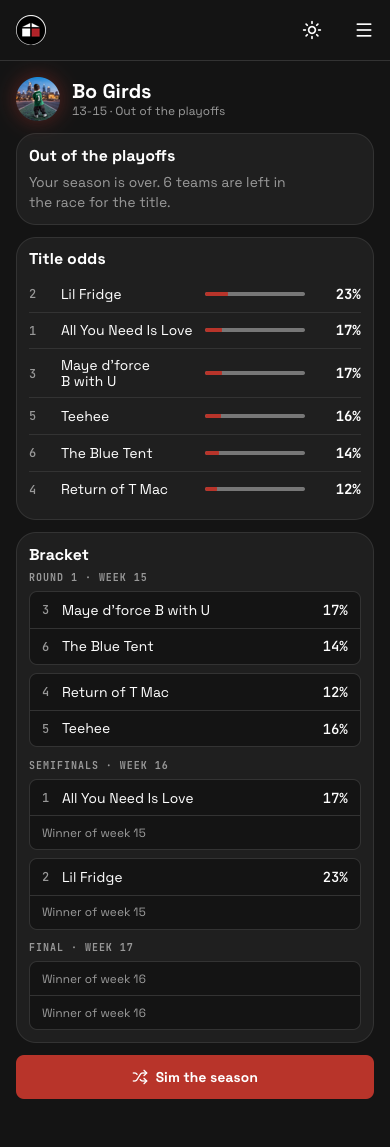 Bo Girds
13-15 · Out of the playoffs
Out of the playoffs
Your season is over. 6 teams are left in
the race for the title.
Title odds
2 Lil Fridge 23%
1 All You Need Is Love 17%
3 Maye d'force
B with U 17%
5 Teehee 16%
6 The Blue Tent 14%
4 Return of T Mac 12%
Bracket
ROUND 1 · WEEK 15
3 Maye d'force B with U 17%
6 The Blue Tent 14%
4 Return of T Mac 12%
5 Teehee 16%
SEMIFINALS · WEEK 16
1 All You Need Is Love 17%
Winner of week 15
2 Lil Fridge 23%
Winner of week 15
FINAL · WEEK 17
Winner of week 16
Winner of week 16
Sim the season